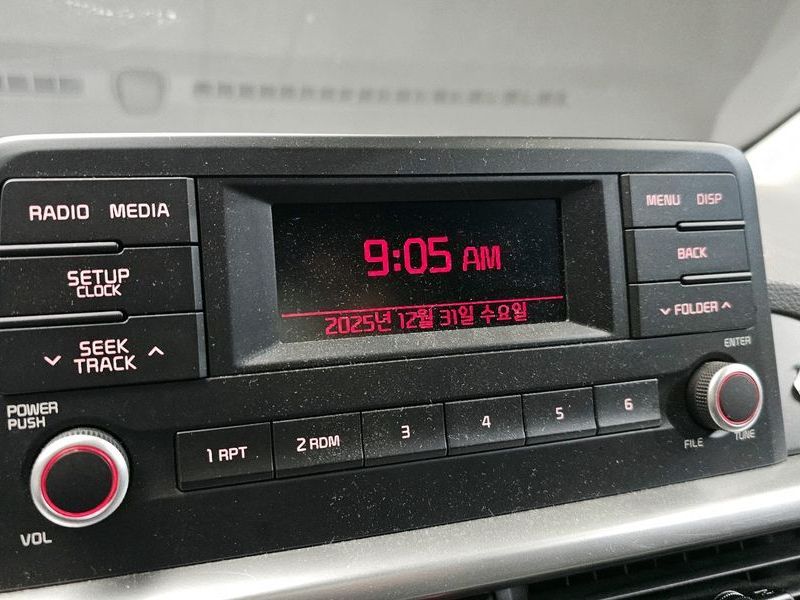 RADIO MEDIA
SETUP
CLOCK
SEEK
TRACK
POWER
PUSH
VOL
9:05 AM
2025년 12월 31일 수요일
1 RPT
2 RDM
3
4
5
6
MENU DISP
BACK
FOLDER
ENTER
FILE
TUNE